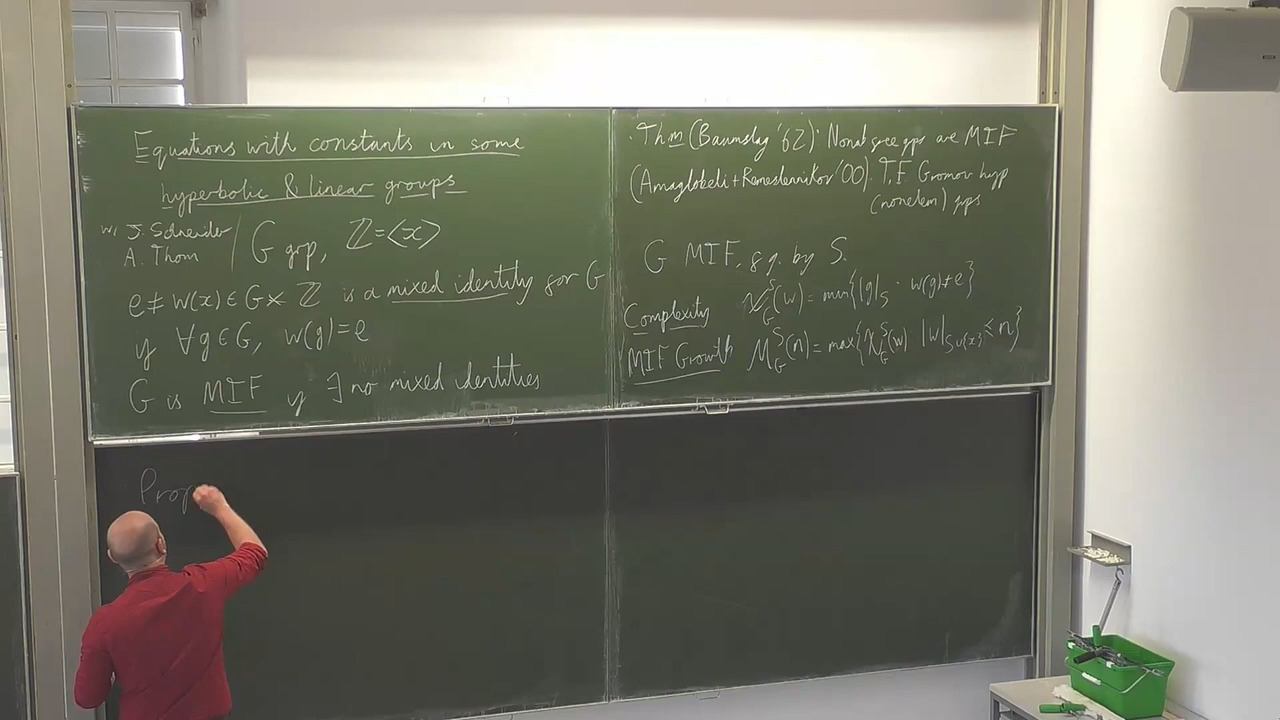 Equations with constants in some
hyperbolic & linear groups
w. J. Schneider
A. Thom
G grp, ℤ=<x>
e ≠ w(x) ∈ G * ℤ is a mixed identity for G
if ∀g∈G, w(g)=e
G is MIF if ∃ no mixed identities
Thm (Baumslag '62): Nonab free gps are MIF
(Amaglobeli+Remeslennikov '00). T.F Gromov hyp
(nonelem) gps
G MIF, f.g. by S.
Complexity χ_G^S(w) = min{|g|_S : w(g)≠e}
MIF Growth M_G^S(n) = max{χ_G^S(w) : |w|_{S∪{x}} ≤ n}
Prop